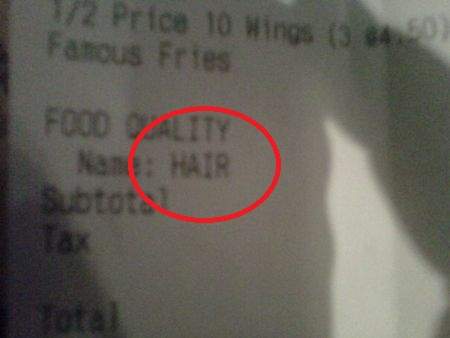 1/2 Price 10 Wings (3 @4.50)
Famous Fries
FOOD QUALITY
Name: HAIR
Subtotal
Tax
Total